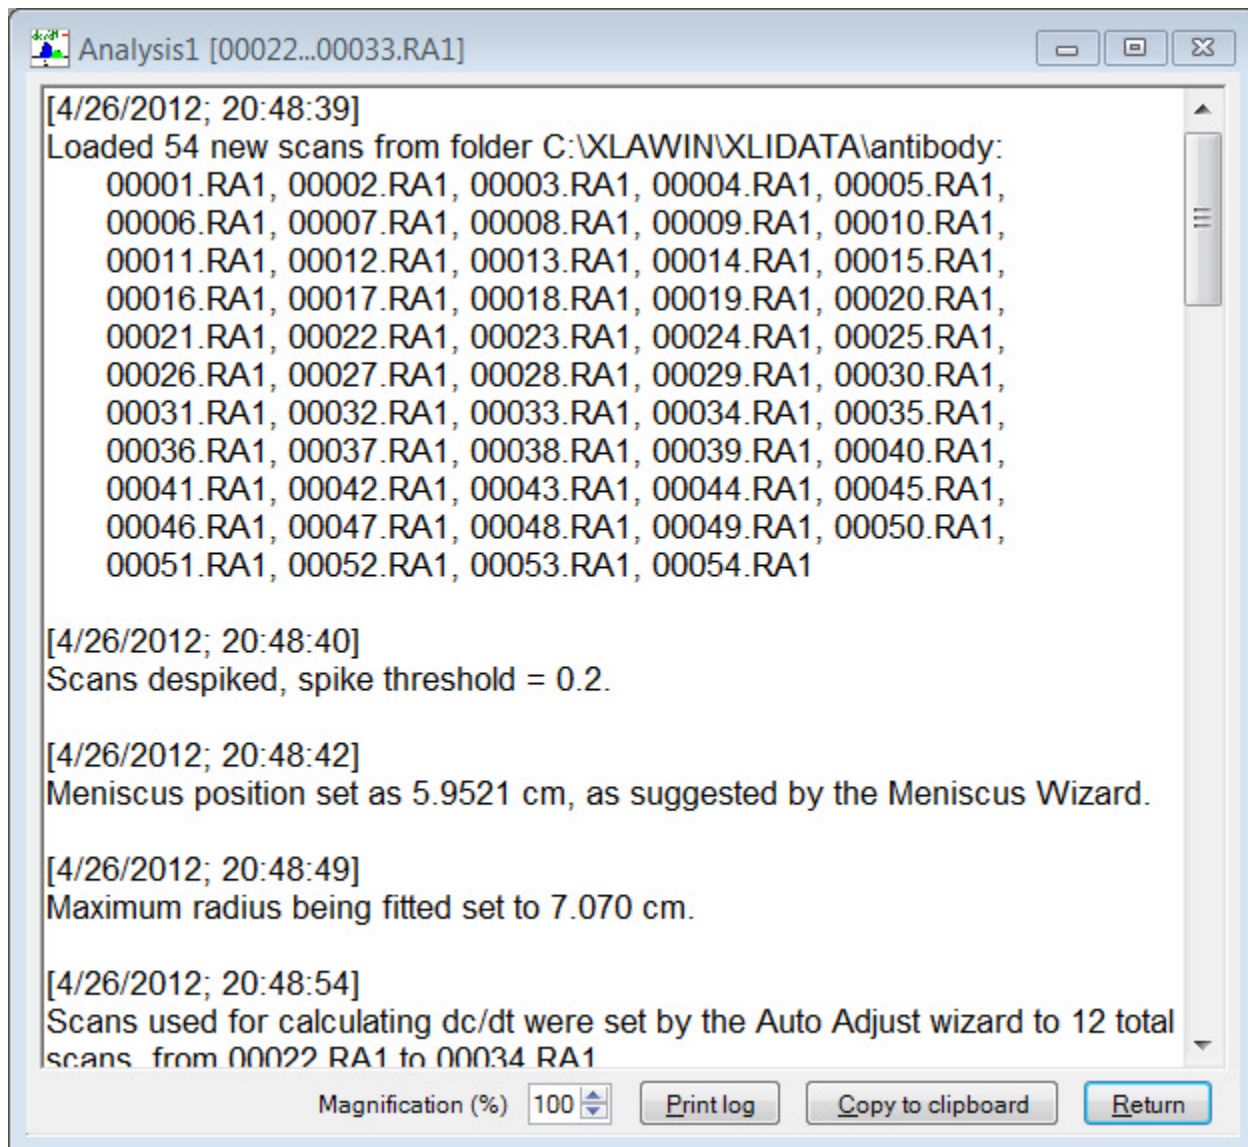 Analysis1 [00022...00033.RA1]
[4/26/2012; 20:48:39]
Loaded 54 new scans from folder C:\XLAWIN\XLIDATA\antibody:
00001.RA1, 00002.RA1, 00003.RA1, 00004.RA1, 00005.RA1,
00006.RA1, 00007.RA1, 00008.RA1, 00009.RA1, 00010.RA1,
00011.RA1, 00012.RA1, 00013.RA1, 00014.RA1, 00015.RA1,
00016.RA1, 00017.RA1, 00018.RA1, 00019.RA1, 00020.RA1,
00021.RA1, 00022.RA1, 00023.RA1, 00024.RA1, 00025.RA1,
00026.RA1, 00027.RA1, 00028.RA1, 00029.RA1, 00030.RA1,
00031.RA1, 00032.RA1, 00033.RA1, 00034.RA1, 00035.RA1,
00036.RA1, 00037.RA1, 00038.RA1, 00039.RA1, 00040.RA1,
00041.RA1, 00042.RA1, 00043.RA1, 00044.RA1, 00045.RA1,
00046.RA1, 00047.RA1, 00048.RA1, 00049.RA1, 00050.RA1,
00051.RA1, 00052.RA1, 00053.RA1, 00054.RA1
[4/26/2012; 20:48:40]
Scans despiked, spike threshold = 0.2.
[4/26/2012; 20:48:42]
Meniscus position set as 5.9521 cm, as suggested by the Meniscus Wizard.
[4/26/2012; 20:48:49]
Maximum radius being fitted set to 7.070 cm.
[4/26/2012; 20:48:54]
Scans used for calculating dc/dt were set by the Auto Adjust wizard to 12 total
scans, from 00022.RA1 to 00034.RA1
Magnification (%) 100 Print log Copy to clipboard Return